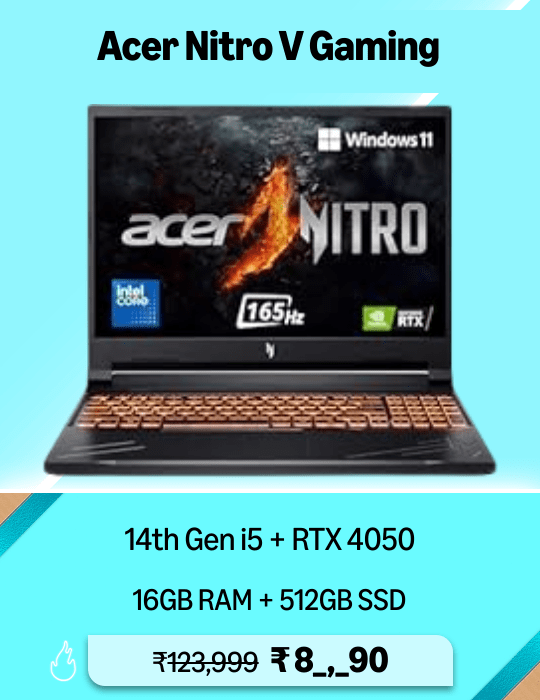 Acer Nitro V Gaming
Windows 11
acer NITRO
intel
CORE
165Hz
RTX
14th Gen i5 + RTX 4050
16GB RAM + 512GB SSD
₹123,999 ₹8_,_90